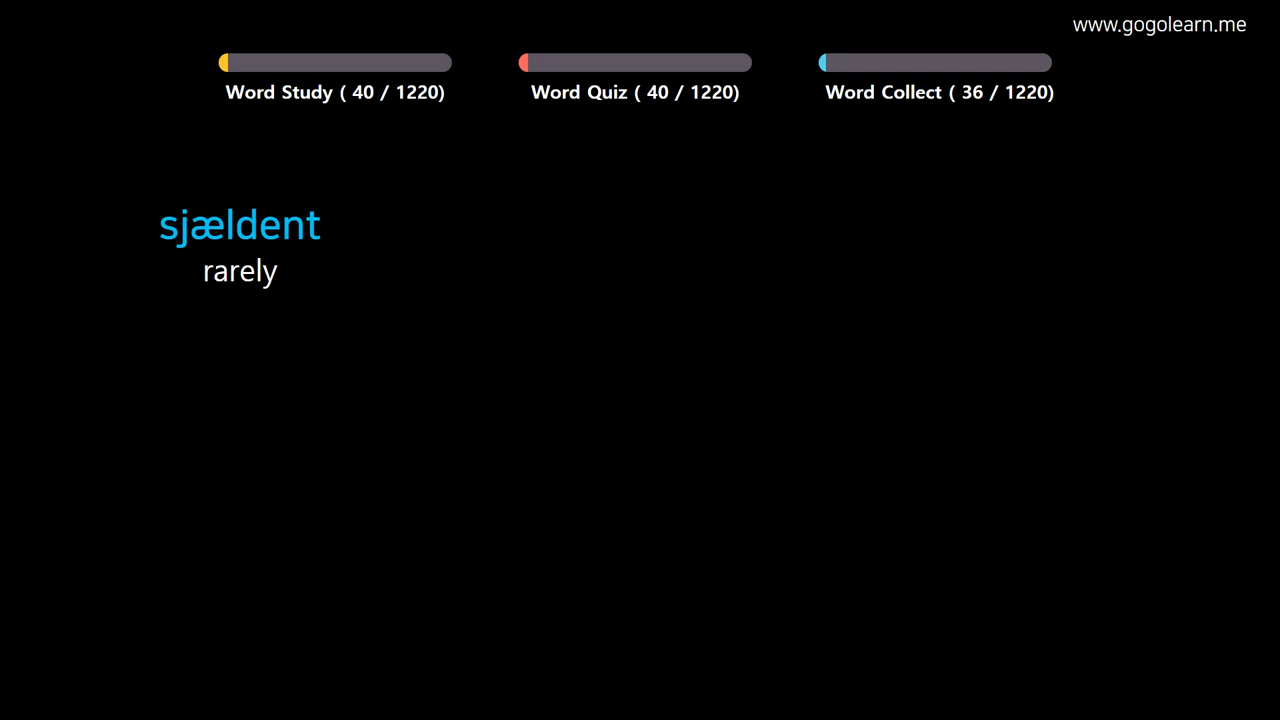 www.gogolearn.me
Word Study ( 40 / 1220)
Word Quiz ( 40 / 1220)
Word Collect ( 36 / 1220)
sjældent
rarely